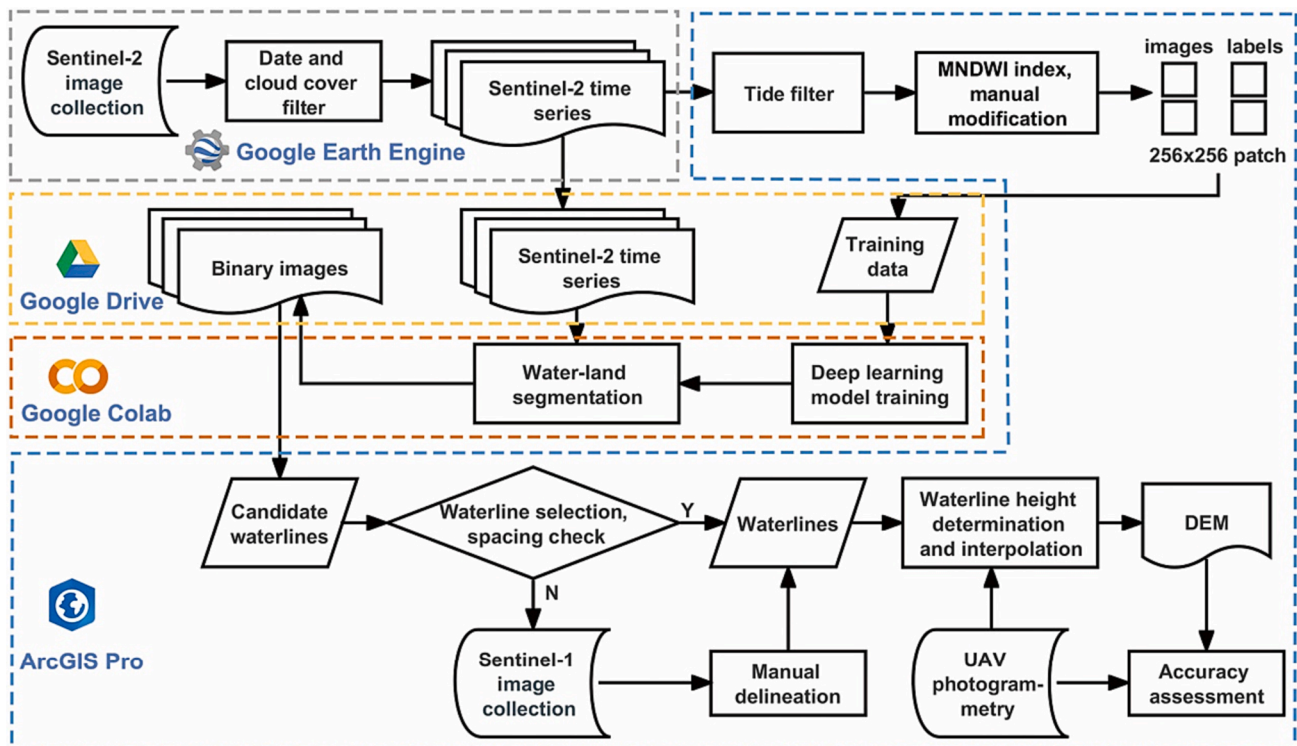 Sentinel-2
image
collection
Date and
cloud cover
filter
Sentinel-2 time
series
Google Earth Engine
Tide filter
MNDWI index,
manual
modification
images labels
256x256 patch
Google Drive
Binary images
Sentinel-2 time
series
Training
data
Google Colab
Water-land
segmentation
Deep learning
model training
Candidate
waterlines
Waterline selection,
spacing check
Y
N
Waterlines
Waterline height
determination
and interpolation
DEM
ArcGIS Pro
Sentinel-1
image
collection
Manual
delineation
UAV
photogram-
metry
Accuracy
assessment